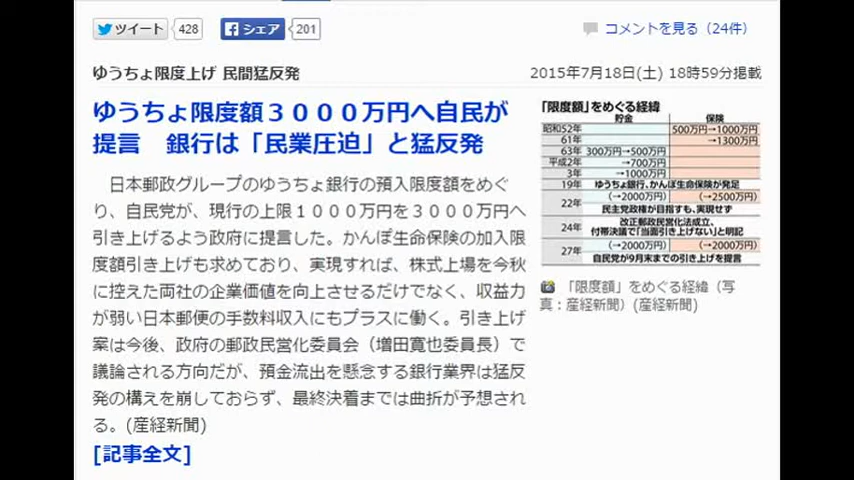 ツイート 428 シェア 201 コメントを見る（24件）
ゆうちょ限度上げ 民間猛反発 2015年7月18日(土) 18時59分掲載
ゆうちょ限度額３０００万円へ自民が
提言　銀行は「民業圧迫」と猛反発
日本郵政グループのゆうちょ銀行の預入限度額をめぐ
り、自民党が、現行の上限１０００万円を３０００万円へ
引き上げるよう政府に提言した。かんぽ生命保険の加入限
度額引き上げも求めており、実現すれば、株式上場を今秋
に控えた両社の企業価値を向上させるだけでなく、収益力
が弱い日本郵便の手数料収入にもプラスに働く。引き上げ
案は今後、政府の郵政民営化委員会（増田寛也委員長）で
議論される方向だが、預金流出を懸念する銀行業界は猛反
発の構えを崩しておらず、最終決着までは曲折が予想され
る。(産経新聞)
[記事全文]
「限度額」をめぐる経緯
貯金 保険
昭和52年 500万円→1000万円
61年 →1300万円
63年 300万円→500万円
平成2年 →700万円
3年 →1000万円
19年 ゆうちょ銀行、かんぽ生命保険が発足
22年 (→2000万円) (→2500万円)
民主党政権が目指すも、実現せず
24年 改正郵政民営化法成立、
付帯決議で「当面引き上げない」と明記
27年 (→2000万円) (→2000万円)
自民党が9月末までの引き上げを提言
「限度額」をめぐる経緯（写
真：産経新聞）(産経新聞)